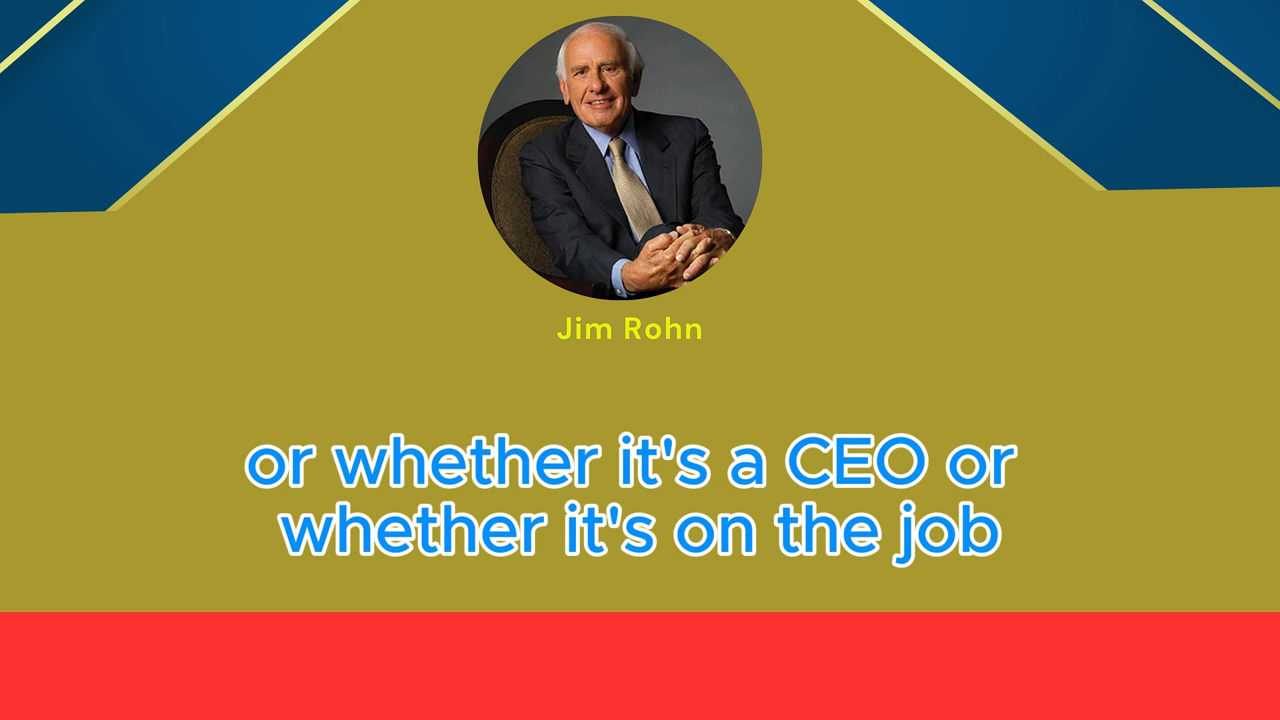 Jim Rohn
or whether it's a CEO or
whether it's on the job